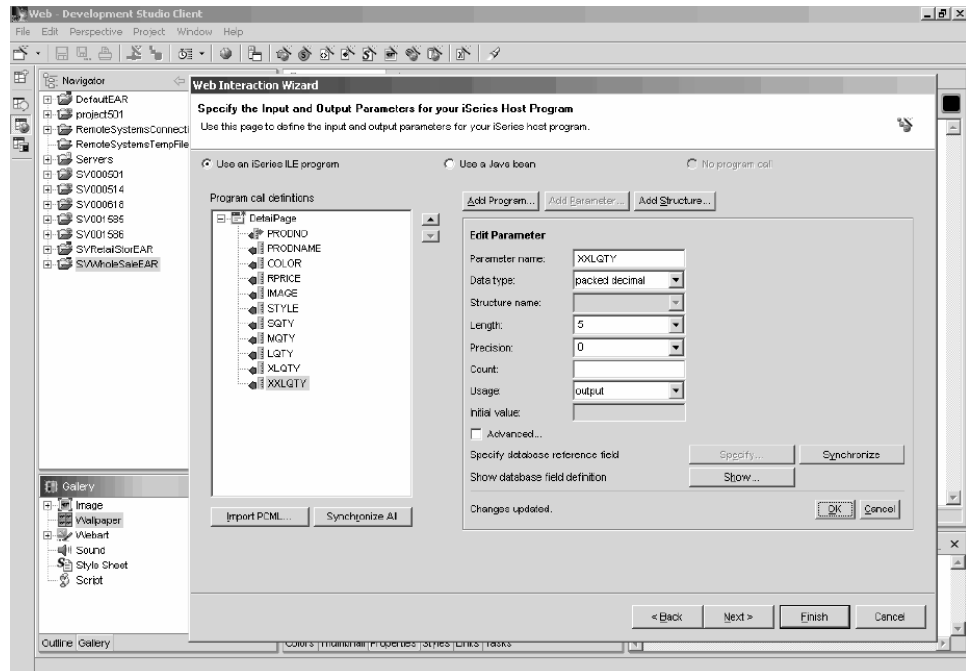 Web - Development Studio Client
File Edit Perspective Project Window Help
Navigator
DefautEAR
project501
RemoteSystemsConnecti
RemoteSystemsTempFile
Servers
SV000501
SV000514
SV000618
SV001585
SV001586
SVRetailStorEAR
SVWholeSaleEAR
Web Interaction Wizard
Specify the Input and Output Parameters for your iSeries Host Program
Use this page to define the input and output parameters for your iSeries host program.
Use an iSeries ILE program
Use a Java bean
No program call
Program call definitions
DetailPage
PRODNO
PRODNAME
COLOR
RPRICE
IMAGE
STYLE
SQTY
MQTY
LQTY
XLQTY
XXLQTY
Import PCML...
Synchronize All
Add Program...
Add Parameter...
Add Structure...
Edit Parameter
Parameter name: XXLQTY
Data type: packed decimal
Structure name:
Length: 5
Precision: 0
Count:
Usage: output
Initial value:
Advanced...
Specify database reference field Specify... Synchronize
Show database field definition Show...
Changes updated. OK Cancel
< Back Next > Finish Cancel
Gallery
Image
Wallpaper
Webart
Sound
Style Sheet
Script
Outline Gallery
Colors Thumbnail Properties Styles Links Tasks